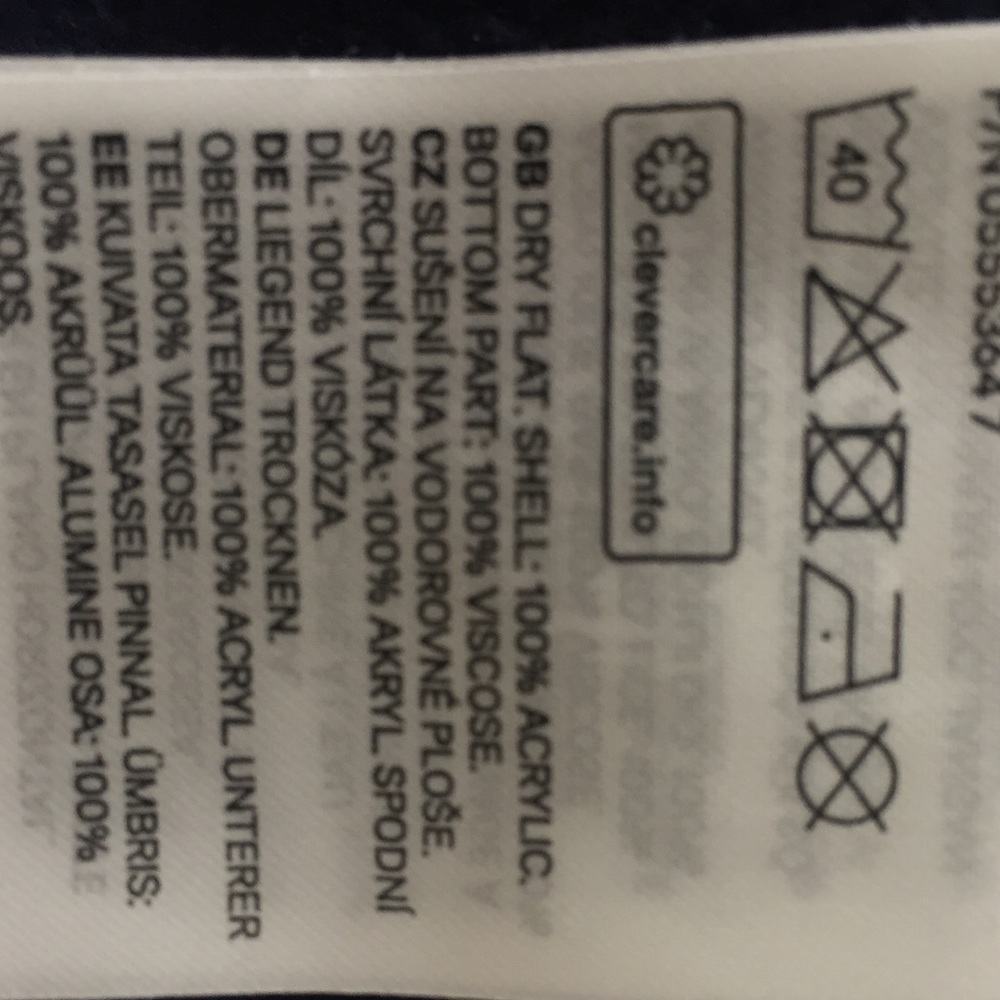 P/N 05553647
40
clevercare.info
GB DRY FLAT. SHELL: 100% ACRYLIC.
BOTTOM PART: 100% VISCOSE.
CZ SUŠENÍ NA VODOROVNÉ PLOŠE.
SVRCHNÍ LÁTKA: 100% AKRYL. SPODNÍ
DÍL: 100% VISKÓZA.
DE LIEGEND TROCKNEN.
OBERMATERIAL: 100% ACRYL. UNTERER
TEIL: 100% VISKOSE.
EE KUIVATA TASASEL PINNAL. ÜMBRIS:
100% AKRÜÜL. ALUMINE OSA: 100%
VISKOOS.